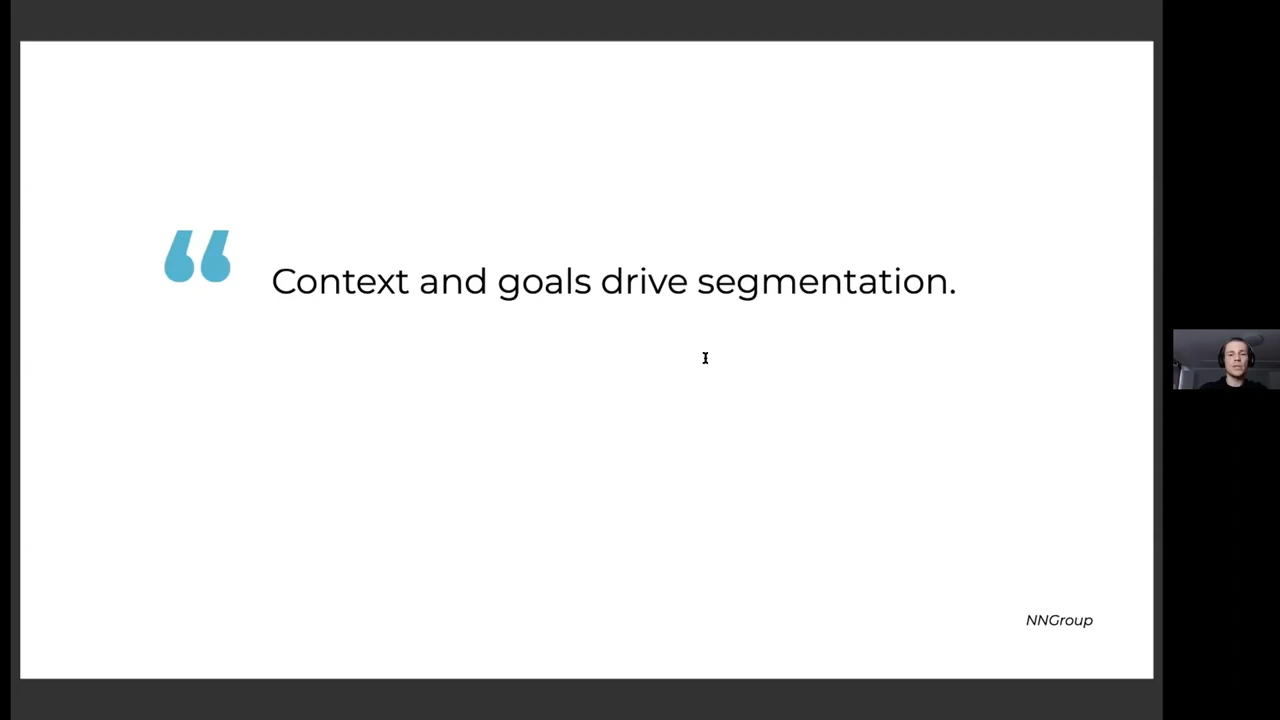 “ Context and goals drive segmentation.
NNGroup